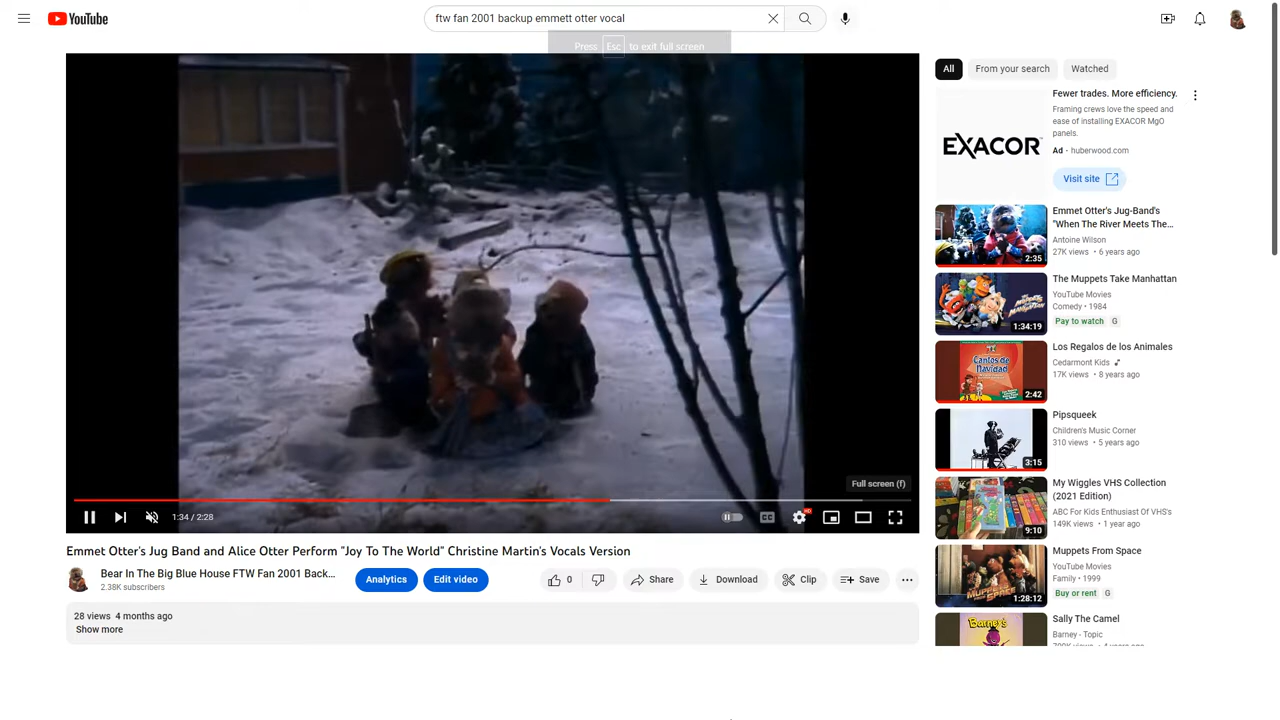 YouTube
ftw fan 2001 backup emmett otter vocal
Press Esc to exit full screen
Full screen (f)
1:34 / 2:28
CC
HD
Emmet Otter's Jug Band and Alice Otter Perform "Joy To The World" Christine Martin's Vocals Version
Bear In The Big Blue House FTW Fan 2001 Back...
2.38K subscribers
Analytics
Edit video
0
Share
Download
Clip
Save
28 views 4 months ago
Show more
All
From your search
Watched
EXACOR
Fewer trades. More efficiency.
Framing crews love the speed and
ease of installing EXACOR MgO
panels.
Ad • huberwood.com
Visit site
2:35
Emmet Otter's Jug-Band's
"When The River Meets The...
Antoine Wilson
27K views • 6 years ago
1:34:19
The Muppets Take Manhattan
YouTube Movies
Comedy • 1984
Pay to watch G
Cantos de
Navidad
2:42
Los Regalos de los Animales
Cedarmont Kids
17K views • 8 years ago
3:15
Pipsqueek
Children's Music Corner
310 views • 5 years ago
9:10
My Wiggles VHS Collection
(2021 Edition)
ABC For Kids Enthusiast Of VHS's
149K views • 1 year ago
MUPPETS FROM SPACE
1:28:12
Muppets From Space
YouTube Movies
Family • 1999
Buy or rent G
Barney's
Sally The Camel
Barney - Topic